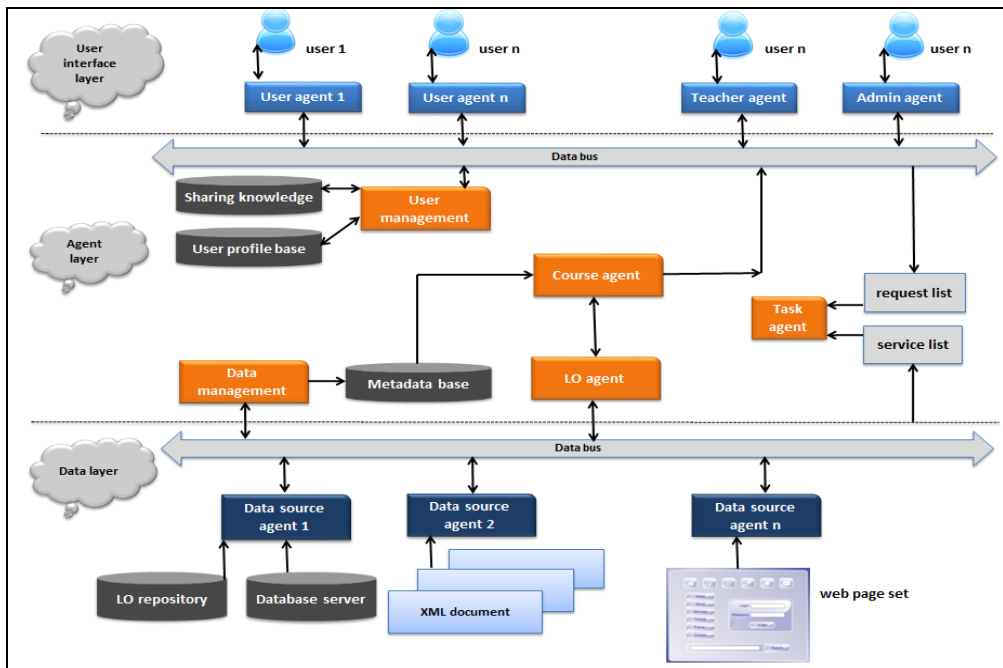 User
interface
layer
user 1
user n
user n
user n
User agent 1
User agent n
Teacher agent
Admin agent
Data bus
Sharing knowledge
User
management
User profile base
Agent
layer
Course agent
request list
Task
agent
service list
Data
management
Metadata base
LO agent
Data bus
Data layer
Data source
agent 1
Data source
agent 2
Data source
agent n
LO repository
Database server
XML document
web page set